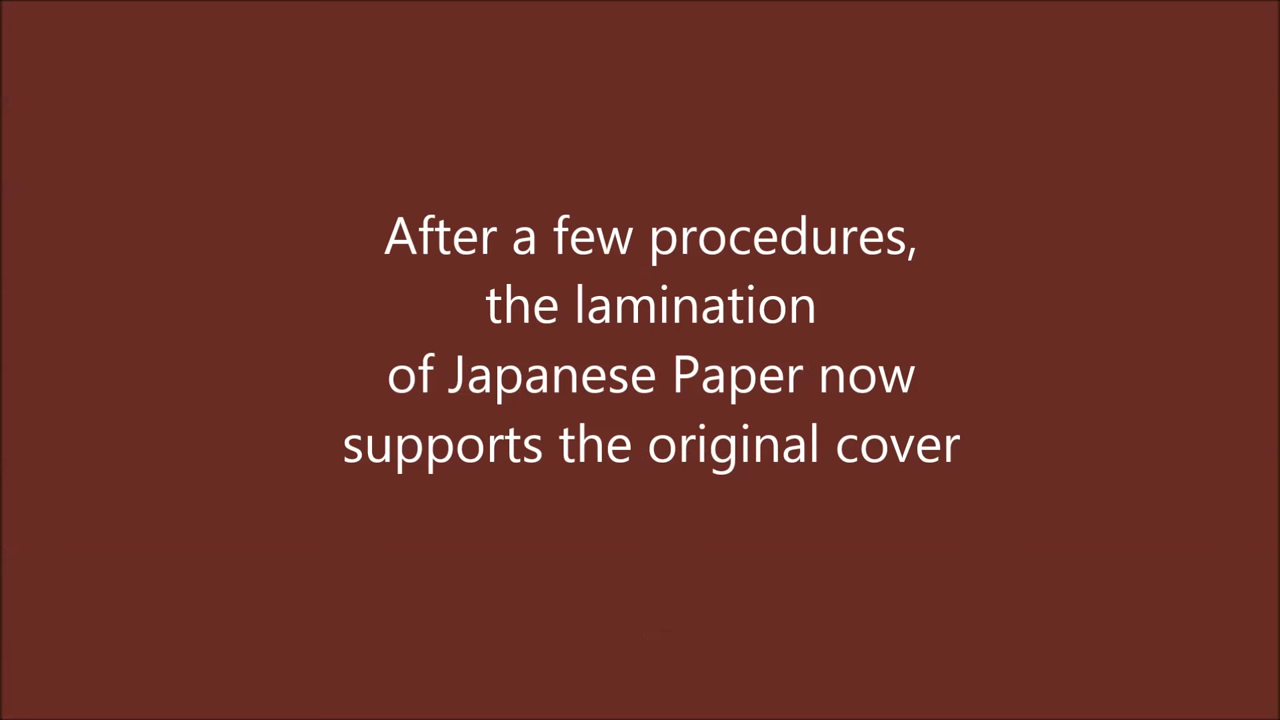 After a few procedures,
the lamination
of Japanese Paper now
supports the original cover